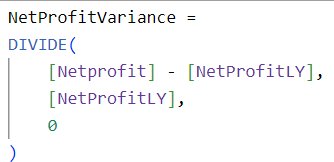 NetProfitVariance =
DIVIDE(
[Netprofit] - [NetProfitLY],
[NetProfitLY],
0
)